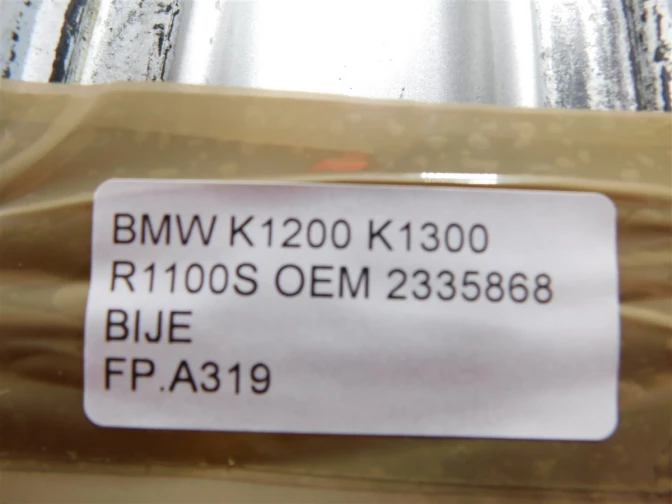 BMW K1200 K1300
R1100S OEM 2335868
BIJE
FP.A319